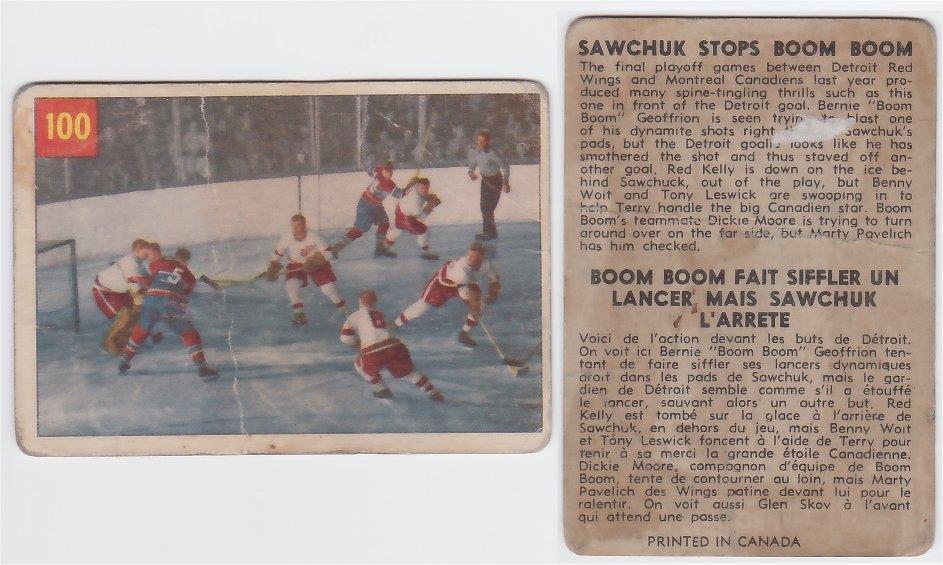 100
5
SAWCHUK STOPS BOOM BOOM
The final playoff games between Detroit Red
Wings and Montreal Canadiens last year pro-
duced many spine-tingling thrills such as this
one in front of the Detroit goal. Bernie "Boom
Boom" Geoffrion is seen trying to blast one
of his dynamite shots right Sawchuk's
pads, but the Detroit goalie looks like he has
smothered the shot and thus staved off an-
other goal. Red Kelly is down on the ice be-
hind Sawchuck, out of the play, but Benny
Woit and Tony Leswick are swooping in to
help Terry handle the big Canadien star. Boom
Boom's teammate Dickie Moore is trying to turn
around over on the far side, but Marty Pavelich
has him checked.
BOOM BOOM FAIT SIFFLER UN
LANCER MAIS SAWCHUK
L'ARRETE
Voici de l'action devant les buts de Détroit.
On voit ici Bernie "Boom Boom" Geoffrion ten-
tant de faire siffler ses lancers dynamiques
droit dans les pads de Sawchuk, mais le gar-
dien de Détroit semble comme s'il a étouffé
le lancer, sauvant alors un autre but. Red
Kelly est tombé sur la glace à l'arrière de
Sawchuk, en dehors du jeu, mais Benny Woit
et Tóny Leswick foncent à l'aide de Terry pour
tenir à sa merci la grande étoile Canadienne.
Dickie Moore, compagnon d'équipe de Boom
Boom, tente de contourner au loin, mais Marty
Pavelich des Wings patine devant lui pour le
ralentir. On voit aussi Glen Skov à l'avant
qui attend une passe.
PRINTED IN CANADA